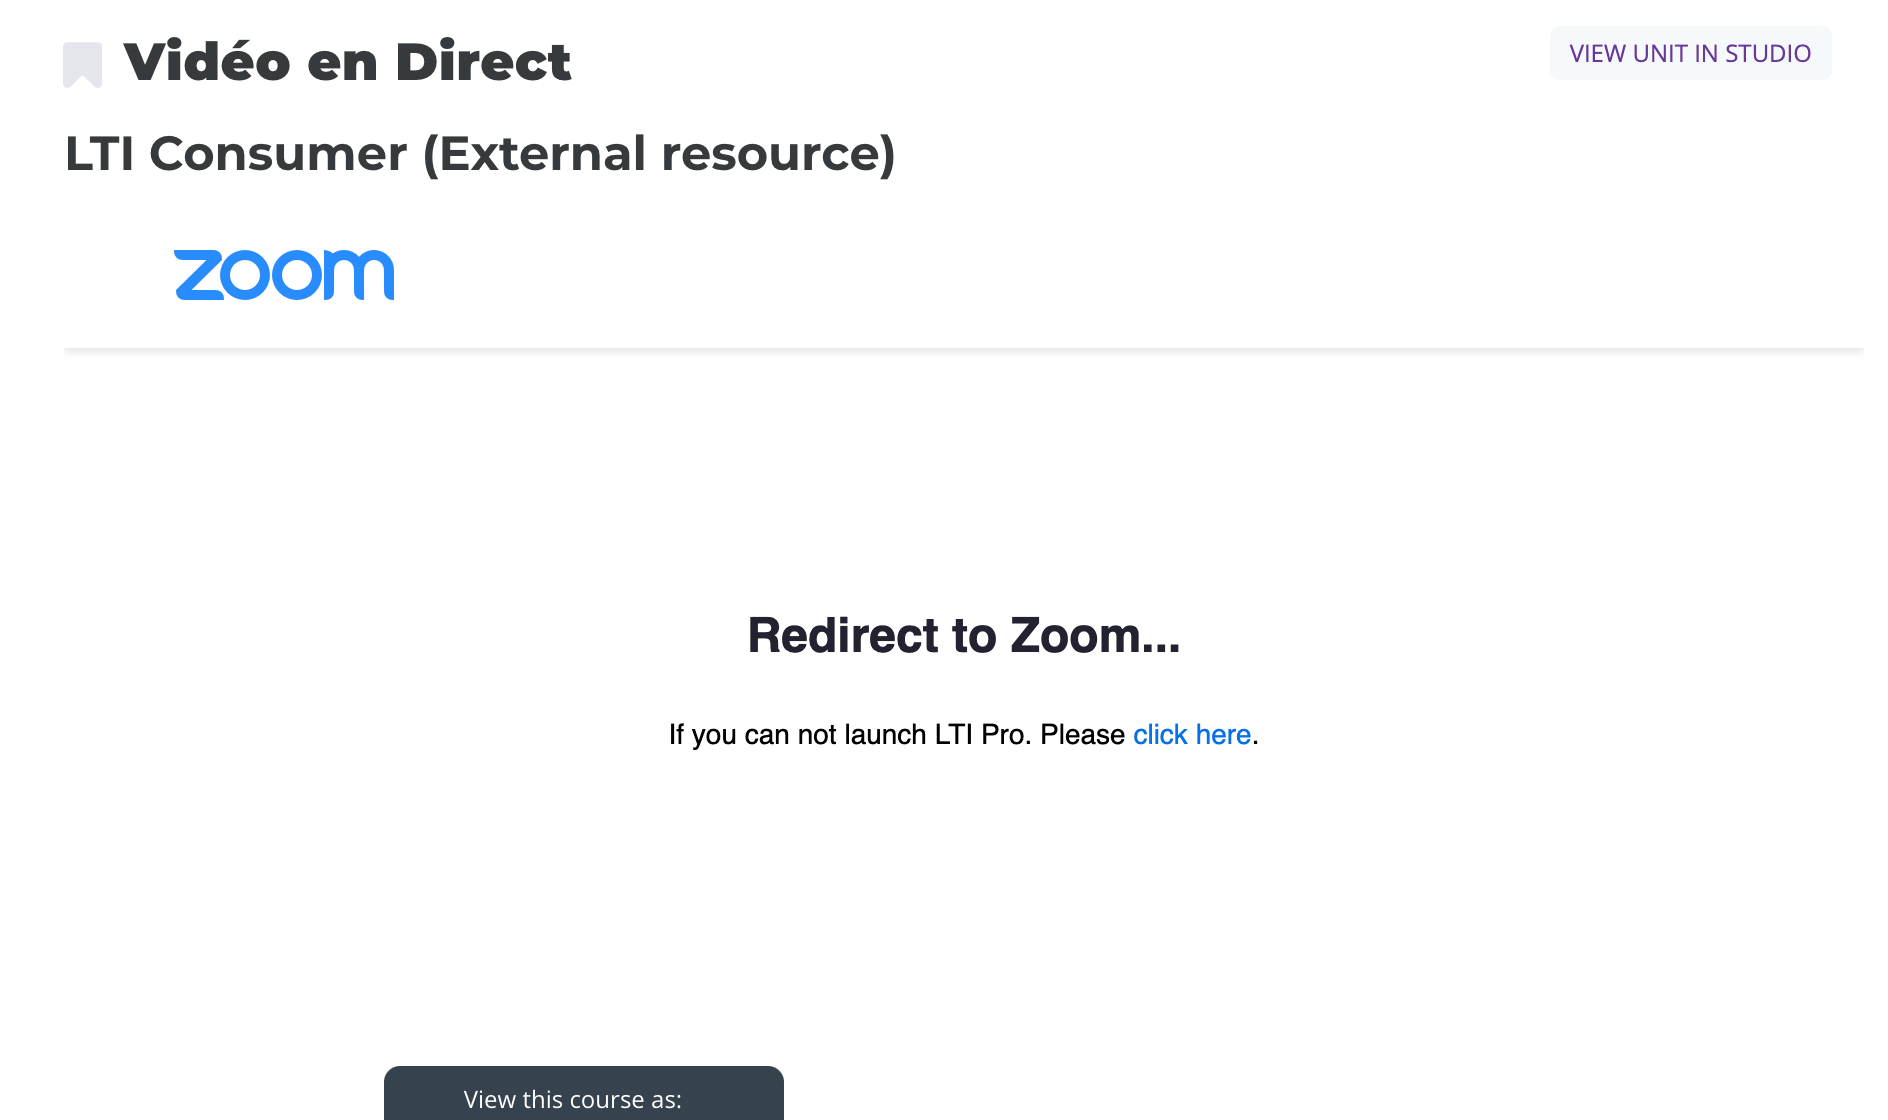 Vidéo en Direct
VIEW UNIT IN STUDIO
LTI Consumer (External resource)
zoom
Redirect to Zoom...
If you can not launch LTI Pro. Please click here.
View this course as: